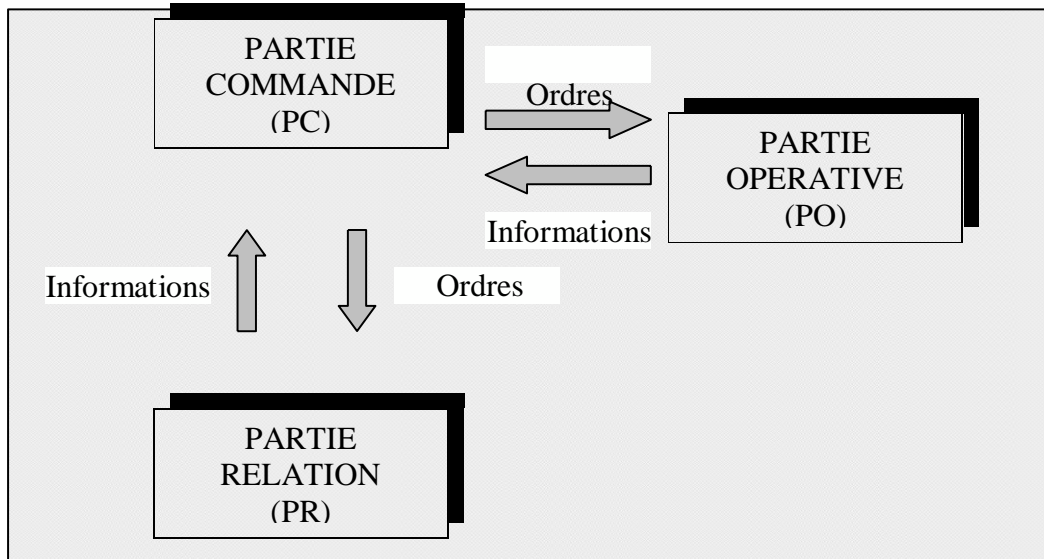 PARTIE
COMMANDE
(PC)
Ordres
PARTIE
OPERATIVE
(PO)
Informations
Informations
Ordres
PARTIE
RELATION
(PR)